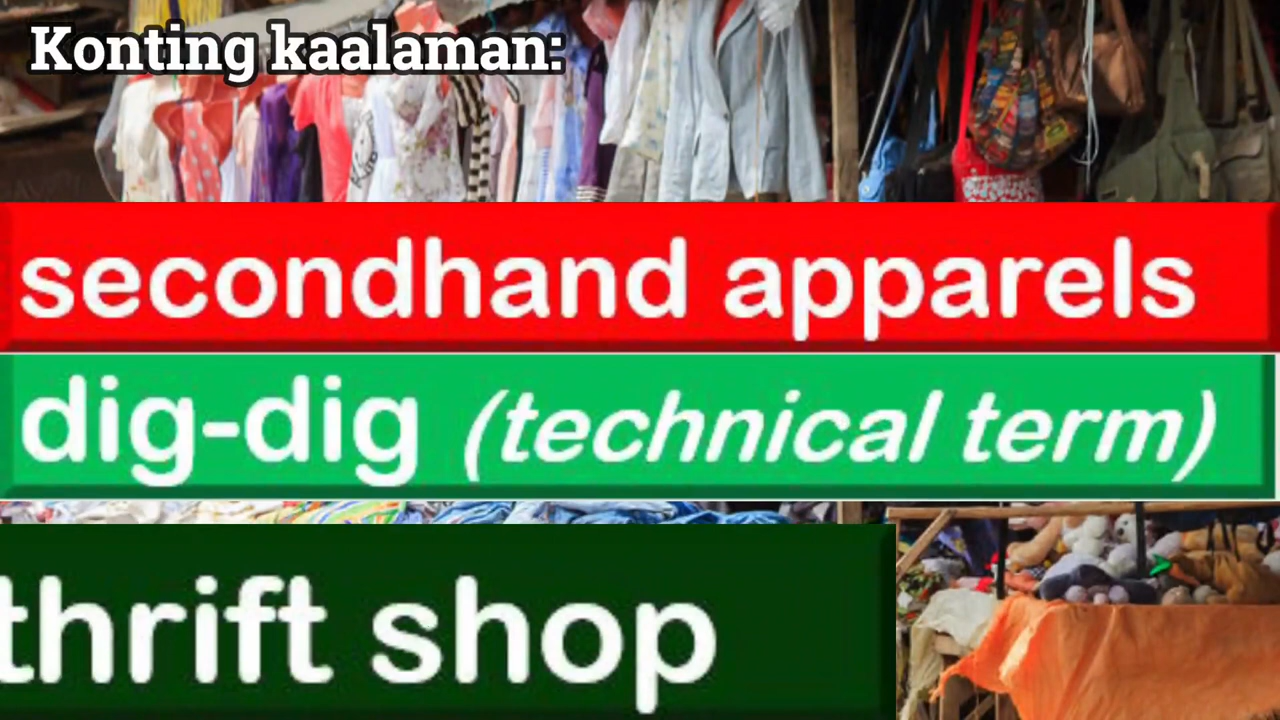 Konting kaalaman:
secondhand apparels
dig-dig (technical term)
thrift shop